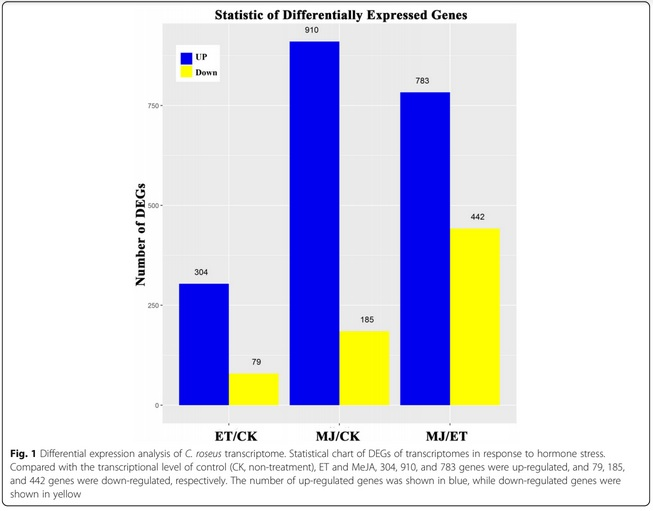 Statistic of Differentially Expressed Genes
910
UP
Down
783
750
Number of DEGs
500
442
304
250
185
79
0
ET/CK MJ/CK MJ/ET
Fig. 1 Differential expression analysis of C. roseus transcriptome. Statistical chart of DEGs of transcriptomes in response to hormone stress.
Compared with the transcriptional level of control (CK, non-treatment), ET and MeJA, 304, 910, and 783 genes were up-regulated, and 79, 185,
and 442 genes were down-regulated, respectively. The number of up-regulated genes was shown in blue, while down-regulated genes were
shown in yellow